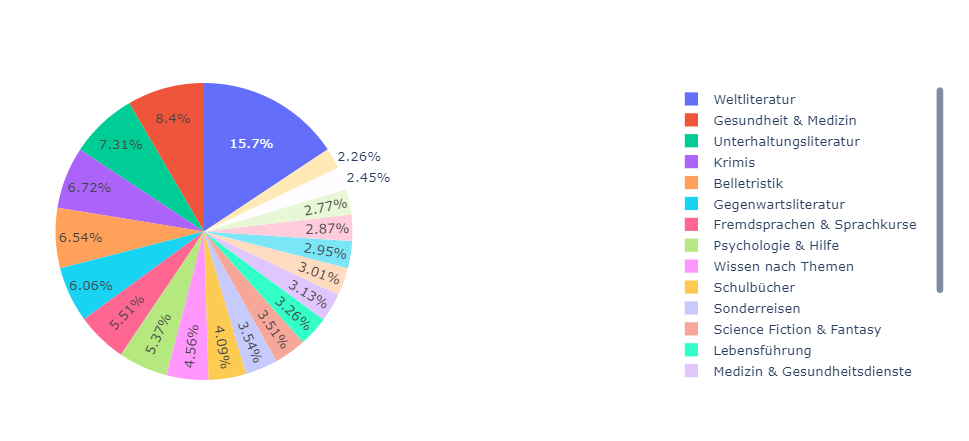 15.7%
8.4%
7.31%
6.72%
6.54%
6.06%
5.51%
5.37%
4.56%
4.09%
3.54%
3.51%
3.26%
3.13%
3.01%
2.95%
2.87%
2.77%
2.45%
2.26%
Weltliteratur
Gesundheit & Medizin
Unterhaltungsliteratur
Krimis
Belletristik
Gegenwartsliteratur
Fremdsprachen & Sprachkurse
Psychologie & Hilfe
Wissen nach Themen
Schulbücher
Sonderreisen
Science Fiction & Fantasy
Lebensführung
Medizin & Gesundheitsdienste